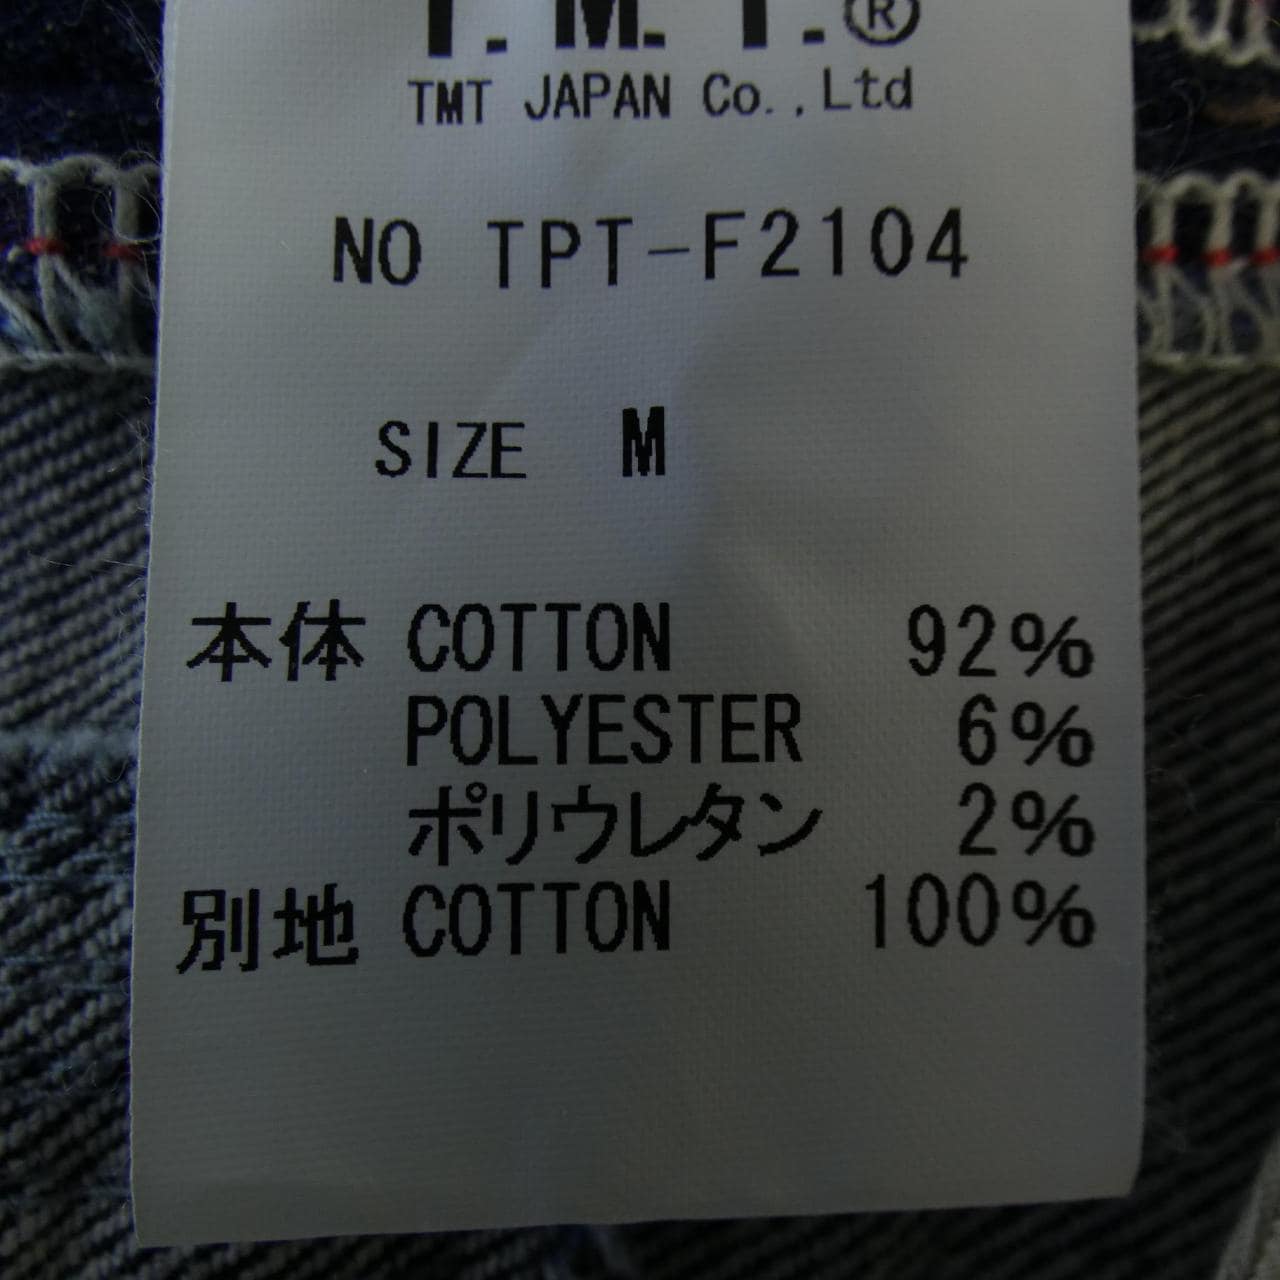 T.M.T.®
TMT JAPAN Co.,Ltd
NO TPT-F2104
SIZE M
本体 COTTON 92%
POLYESTER 6%
ポリウレタン 2%
別地 COTTON 100%